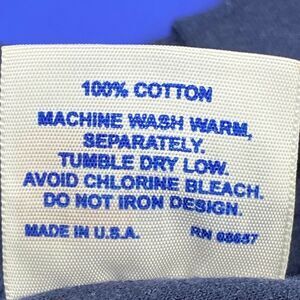 100% COTTON
MACHINE WASH WARM,
SEPARATELY.
TUMBLE DRY LOW.
AVOID CHLORINE BLEACH.
DO NOT IRON DESIGN.
MADE IN U.S.A. RN 68657